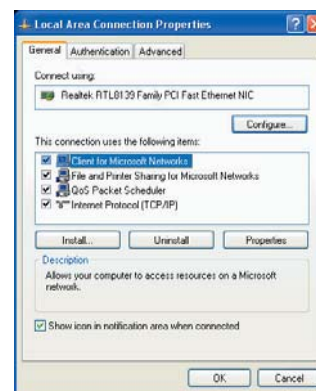 Local Area Connection Properties
General Authentication Advanced
Connect using:
Realtek RTL8139 Family PCI Fast Ethernet NIC
Configure...
This connection uses the following items:
Client for Microsoft Networks
File and Printer Sharing for Microsoft Networks
QoS Packet Scheduler
Internet Protocol (TCP/IP)
Install... Uninstall Properties
Description
Allows your computer to access resources on a Microsoft
network.
Show icon in notification area when connected
OK Cancel